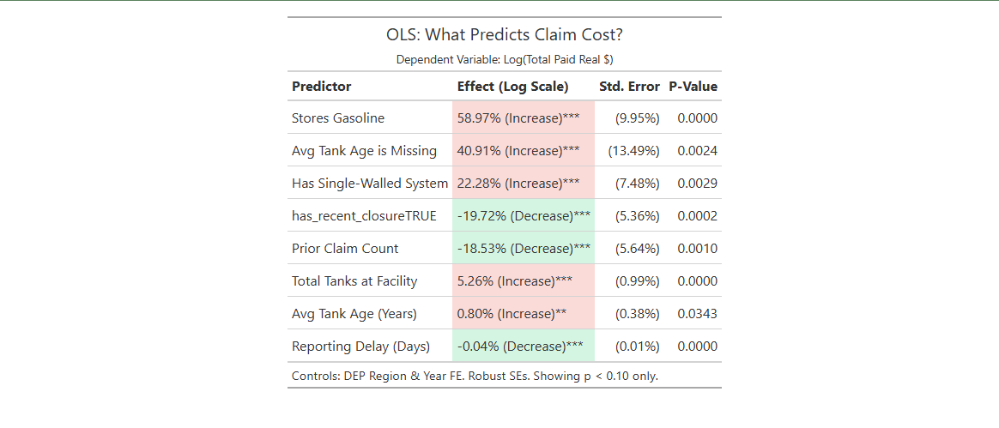 OLS: What Predicts Claim Cost?
Dependent Variable: Log(Total Paid Real $)
Predictor Effect (Log Scale) Std. Error P-Value
Stores Gasoline 58.97% (Increase)*** (9.95%) 0.0000
Avg Tank Age is Missing 40.91% (Increase)*** (13.49%) 0.0024
Has Single-Walled System 22.28% (Increase)*** (7.48%) 0.0029
has_recent_closureTRUE -19.72% (Decrease)*** (5.36%) 0.0002
Prior Claim Count -18.53% (Decrease)*** (5.64%) 0.0010
Total Tanks at Facility 5.26% (Increase)*** (0.99%) 0.0000
Avg Tank Age (Years) 0.80% (Increase)** (0.38%) 0.0343
Reporting Delay (Days) -0.04% (Decrease)*** (0.01%) 0.0000
Controls: DEP Region & Year FE. Robust SEs. Showing p < 0.10 only.